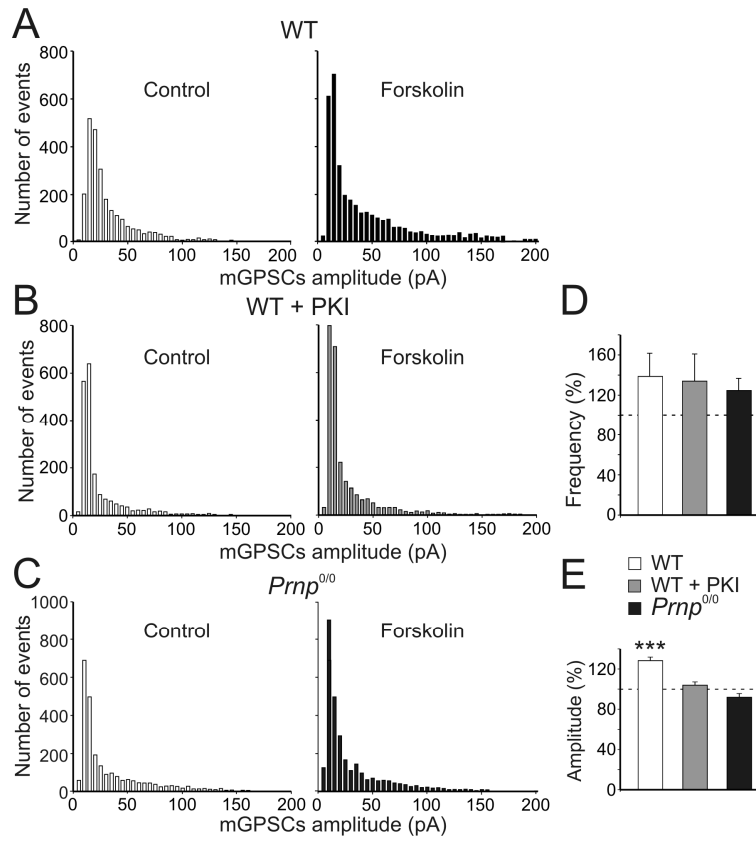 A
WT
Number of events
800
600
400
200
0
Control
Forskolin
0 50 100 150 200
0 50 100 150 200
mGPSCs amplitude (pA)
B
WT + PKI
Number of events
800
600
400
200
0
Control
Forskolin
0 50 100 150 200
0 50 100 150 200
mGPSCs amplitude (pA)
C
Prnp0/0
Number of events
1000
800
600
400
200
0
Control
Forskolin
0 50 100 150 200
0 50 100 150 200
mGPSCs amplitude (pA)
D
Frequency (%)
160
120
80
40
0
WT
WT + PKI
Prnp0/0
E
Amplitude (%)
***
120
80
40
0